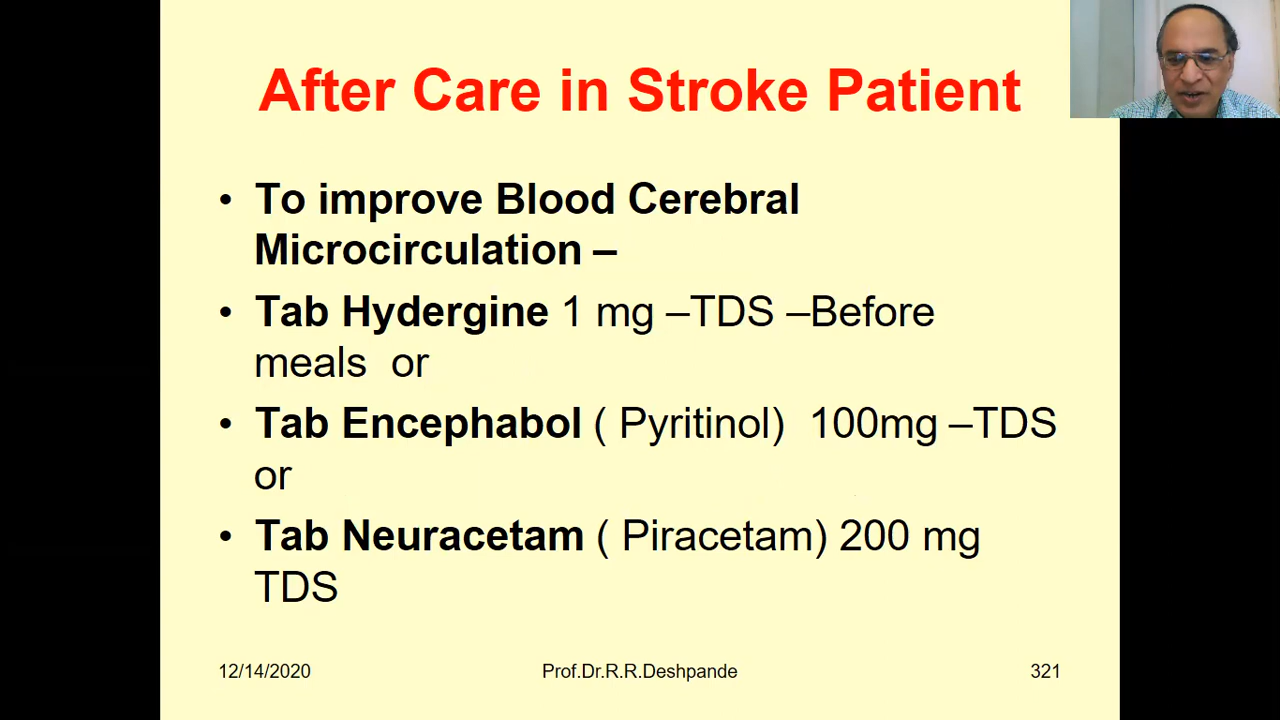 After Care in Stroke Patient
• To improve Blood Cerebral
Microcirculation –
• Tab Hydergine 1 mg –TDS –Before
meals or
• Tab Encephabol ( Pyritinol) 100mg –TDS
or
• Tab Neuracetam ( Piracetam) 200 mg
TDS
12/14/2020 Prof.Dr.R.R.Deshpande 321